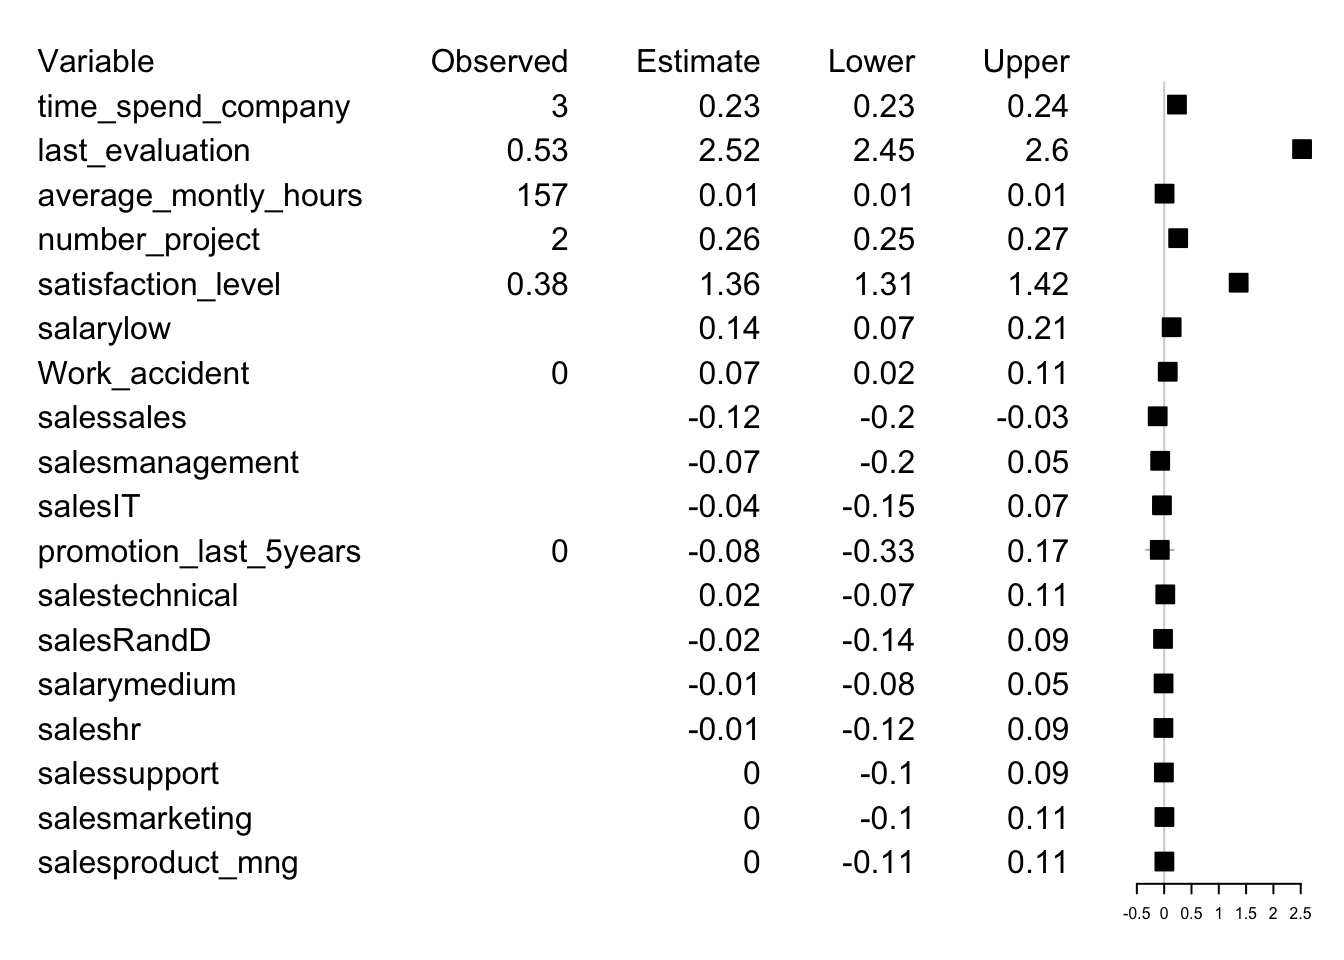 Variable Observed Estimate Lower Upper
time_spend_company 3 0.23 0.23 0.24
last_evaluation 0.53 2.52 2.45 2.6
average_montly_hours 157 0.01 0.01 0.01
number_project 2 0.26 0.25 0.27
satisfaction_level 0.38 1.36 1.31 1.42
salarylow 0.14 0.07 0.21
Work_accident 0 0.07 0.02 0.11
salessales -0.12 -0.2 -0.03
salesmanagement -0.07 -0.2 0.05
salesIT -0.04 -0.15 0.07
promotion_last_5years 0 -0.08 -0.33 0.17
salestechnical 0.02 -0.07 0.11
salesRandD -0.02 -0.14 0.09
salarymedium -0.01 -0.08 0.05
saleshr -0.01 -0.12 0.09
salessupport 0 -0.1 0.09
salesmarketing 0 -0.1 0.11
salesproduct_mng 0 -0.11 0.11
-0.5 0 0.5 1 1.5 2 2.5